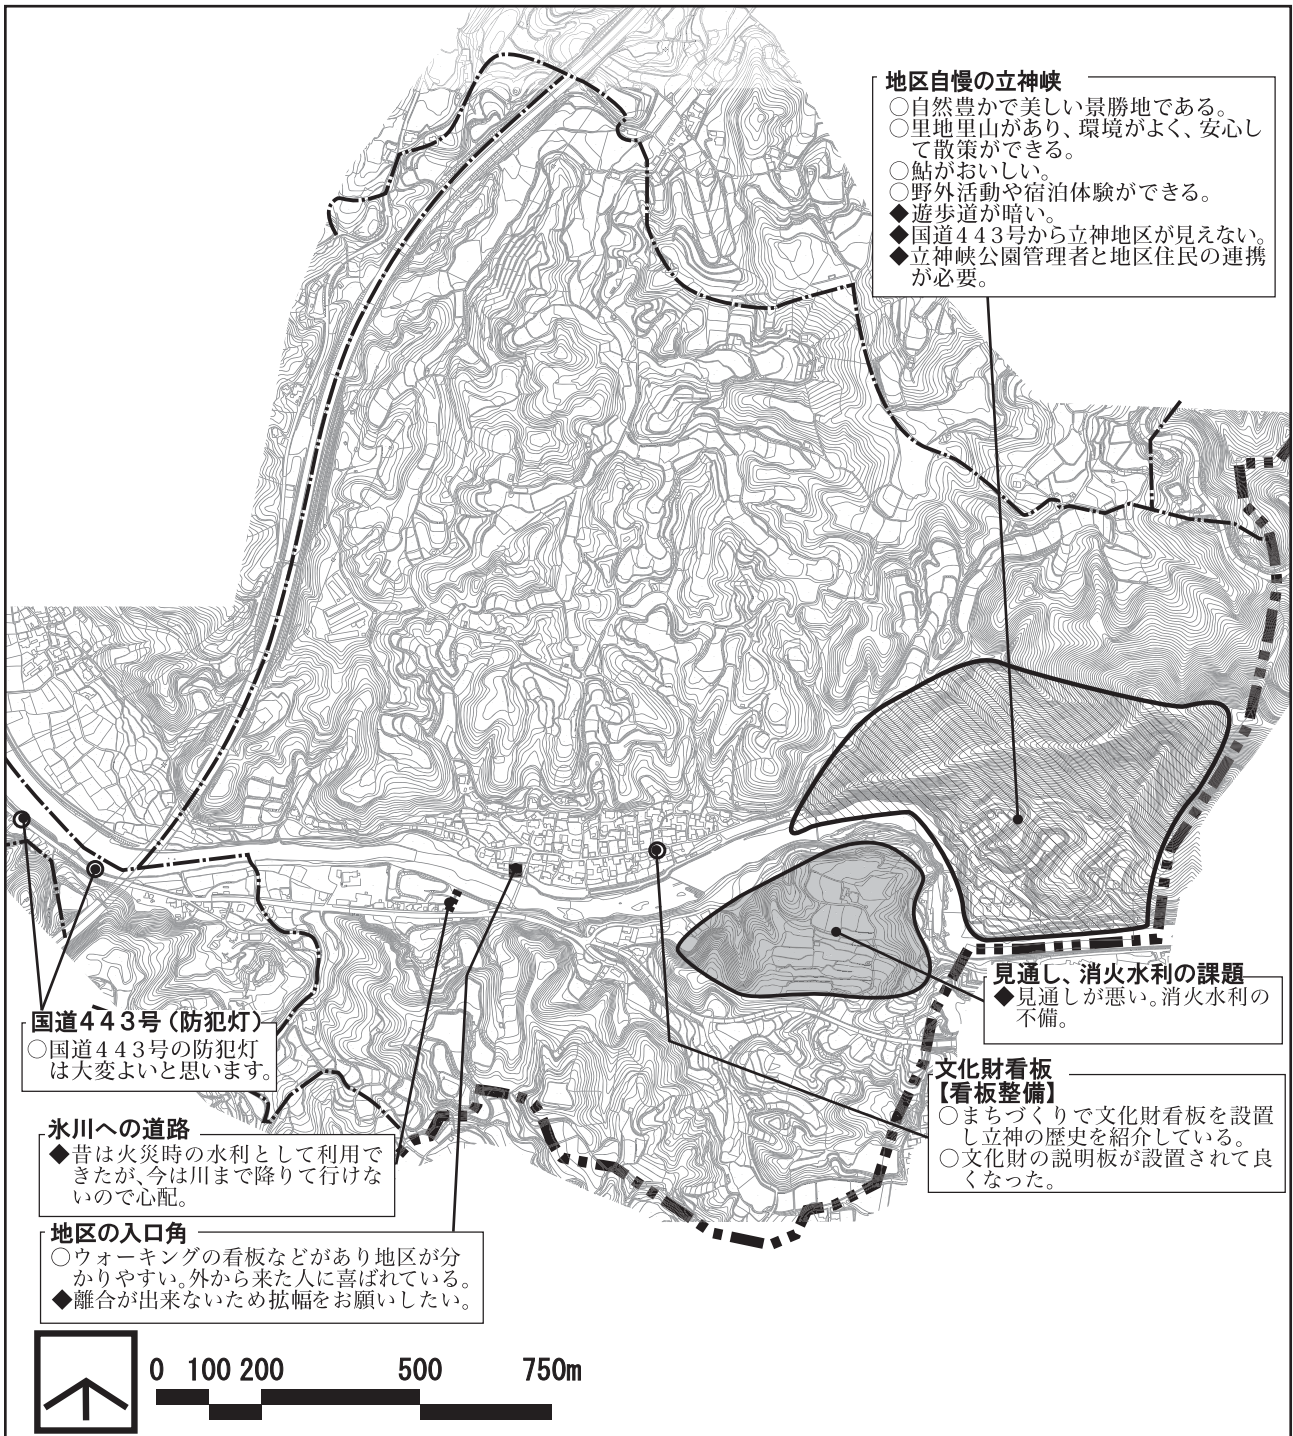 地区自慢の立神峡
○自然豊かで美しい景勝地である。
○里地里山があり、環境がよく、安心し
て散策ができる。
○鮎がおいしい。
○野外活動や宿泊体験ができる。
◆遊歩道が暗い。
◆国道４４３号から立神地区が見えない。
◆立神峡公園管理者と地区住民の連携
が必要。
見通し、消火水利の課題
◆見通しが悪い。消火水利の
不備。
国道４４３号（防犯灯）
○国道４４３号の防犯灯
は大変よいと思います。
文化財看板
【看板整備】
○まちづくりで文化財看板を設置
し立神の歴史を紹介している。
○文化財の説明板が設置されて良
くなった。
氷川への道路
◆昔は火災時の水利として利用で
きたが、今は川まで降りて行けな
いので心配。
地区の入口角
○ウォーキングの看板などがあり地区が分
かりやすい。外から来た人に喜ばれている。
◆離合が出来ないため拡幅をお願いしたい。
0 100 200 500 750m